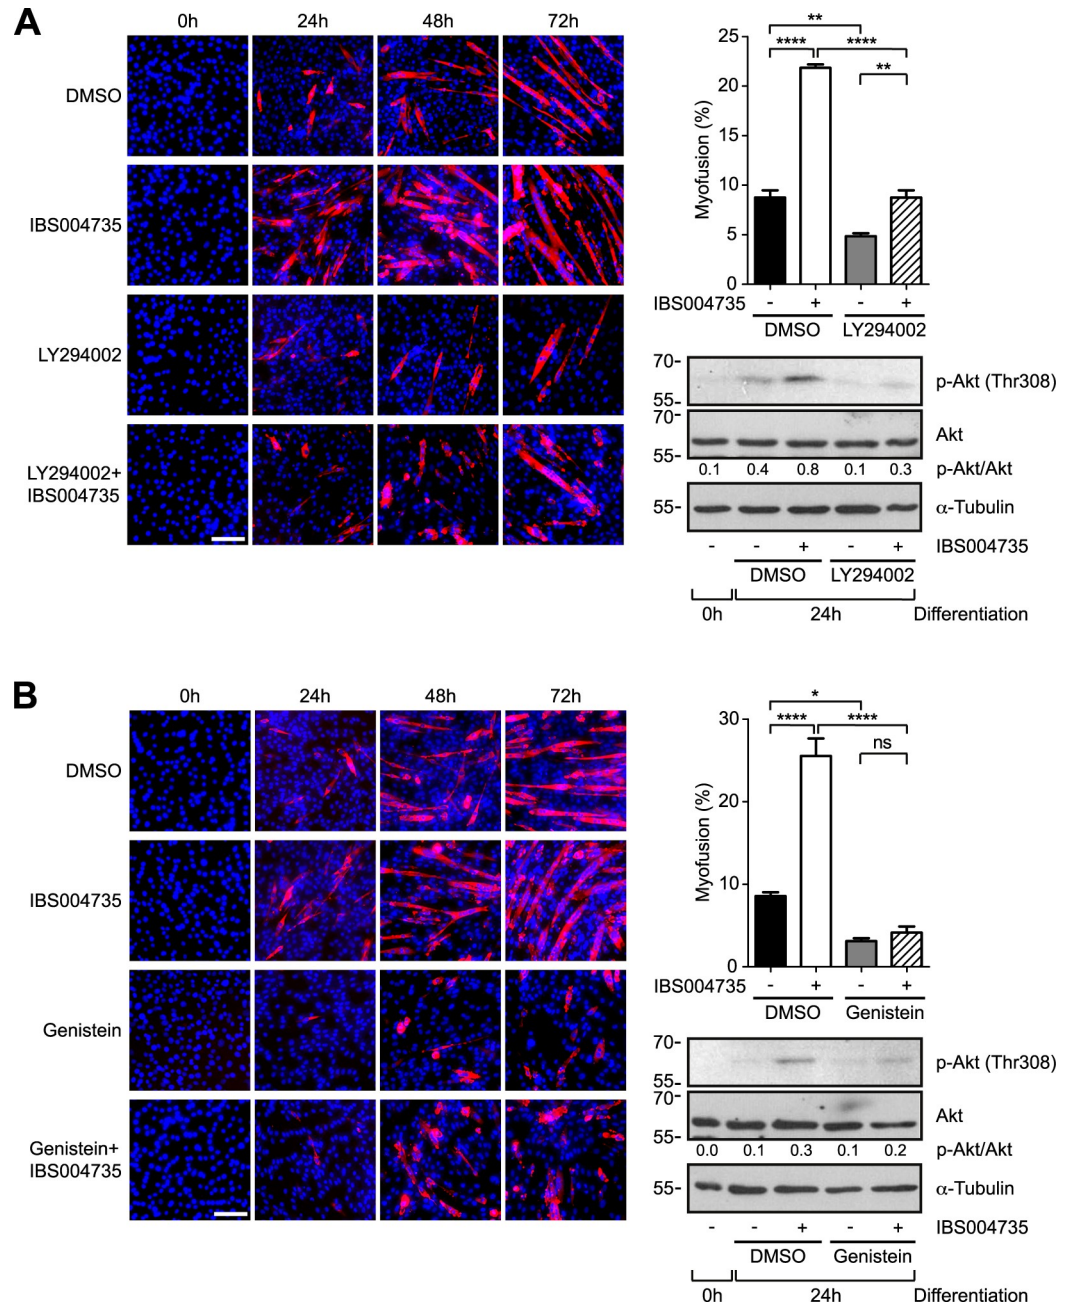 A
0h 24h 48h 72h
DMSO
IBS004735
LY294002
LY294002+
IBS004735
** 
**** ****
**
25
20
15
10
5
0
Myofusion (%)
IBS004735 - + - +
DMSO LY294002
70-
55-
p-Akt (Thr308)
70-
55-
Akt
0.1 0.4 0.8 0.1 0.3 p-Akt/Akt
55- α-Tubulin
- - + - + IBS004735
DMSO LY294002
0h 24h Differentiation
B
0h 24h 48h 72h
DMSO
IBS004735
Genistein
Genistein+
IBS004735
*
**** ****
ns
30
20
10
0
Myofusion (%)
IBS004735 - + - +
DMSO Genistein
70-
55-
p-Akt (Thr308)
70-
55-
Akt
0.0 0.1 0.3 0.1 0.2 p-Akt/Akt
55- α-Tubulin
- - + - + IBS004735
DMSO Genistein
0h 24h Differentiation